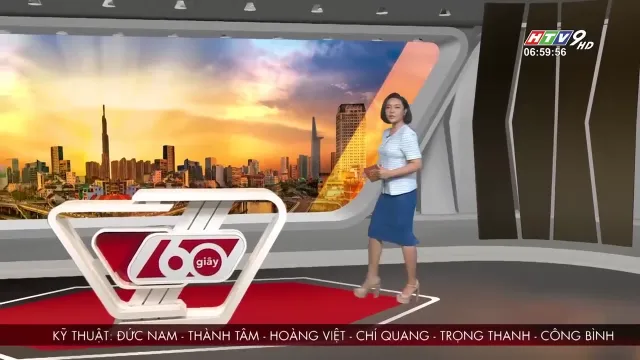 HTV9 HD
06:59:56
60
giây
KỸ THUẬT: ĐỨC NAM - THÀNH TÂM - HOÀNG VIỆT - CHÍ QUANG - TRỌNG THANH - CÔNG BÌNH